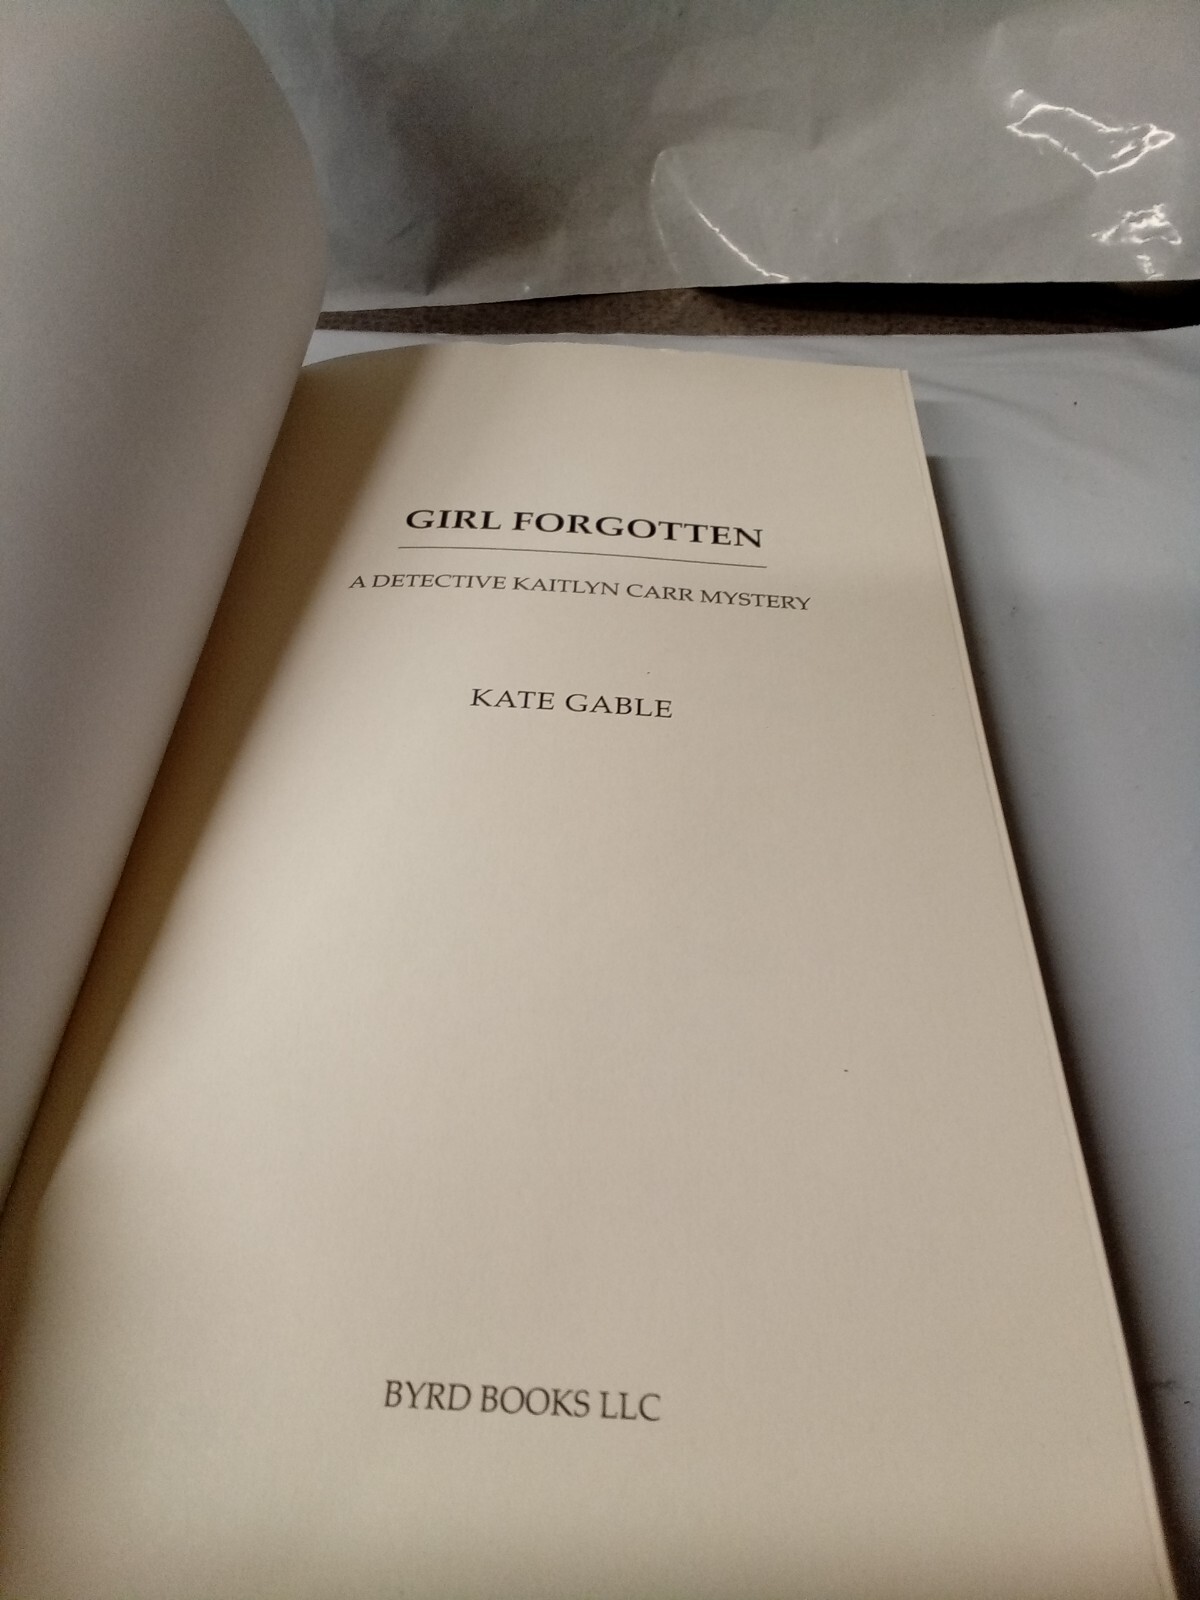 GIRL FORGOTTEN
A DETECTIVE KAITLYN CARR MYSTERY
KATE GABLE
BYRD BOOKS LLC